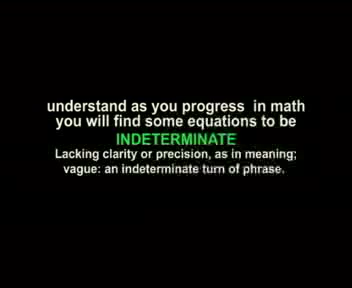 understand as you progress in math
you will find some equations to be
INDETERMINATE
Lacking clarity or precision, as in meaning;
vague: an indeterminate turn of phrase.